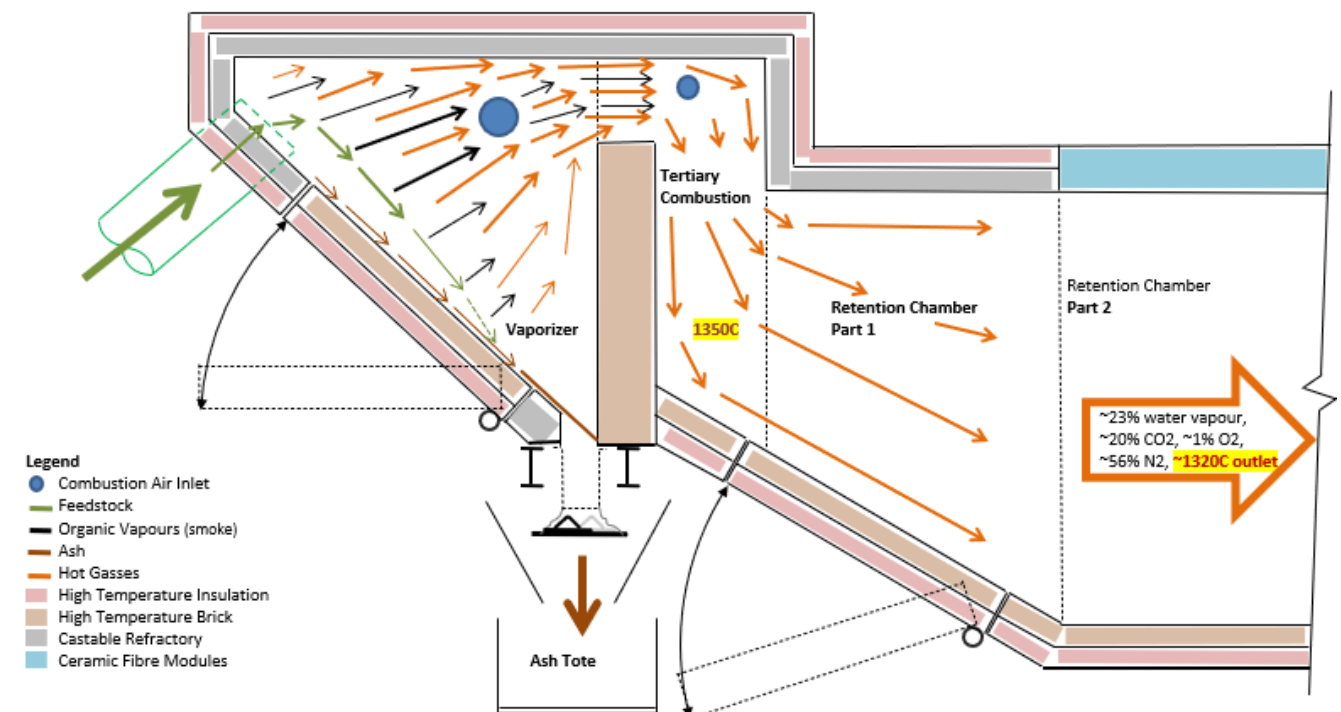 Tertiary
Combustion
Vaporizer
1350C
Retention Chamber
Part 1
Retention Chamber
Part 2
~23% water vapour,
~20% CO2, ~1% O2,
~56% N2, ~1320C outlet
Legend
Combustion Air Inlet
Feedstock
Organic Vapours (smoke)
Ash
Hot Gasses
High Temperature Insulation
High Temperature Brick
Castable Refractory
Ceramic Fibre Modules
Ash Tote